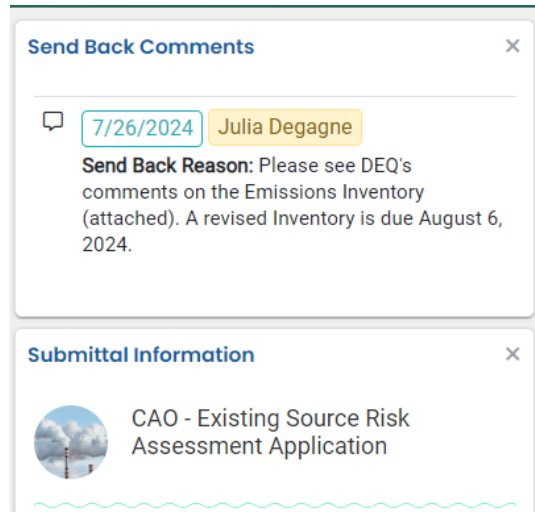 Send Back Comments
7/26/2024 Julia Degagne
Send Back Reason: Please see DEQ's
comments on the Emissions Inventory
(attached). A revised Inventory is due August 6,
2024.
Submittal Information
CAO - Existing Source Risk
Assessment Application